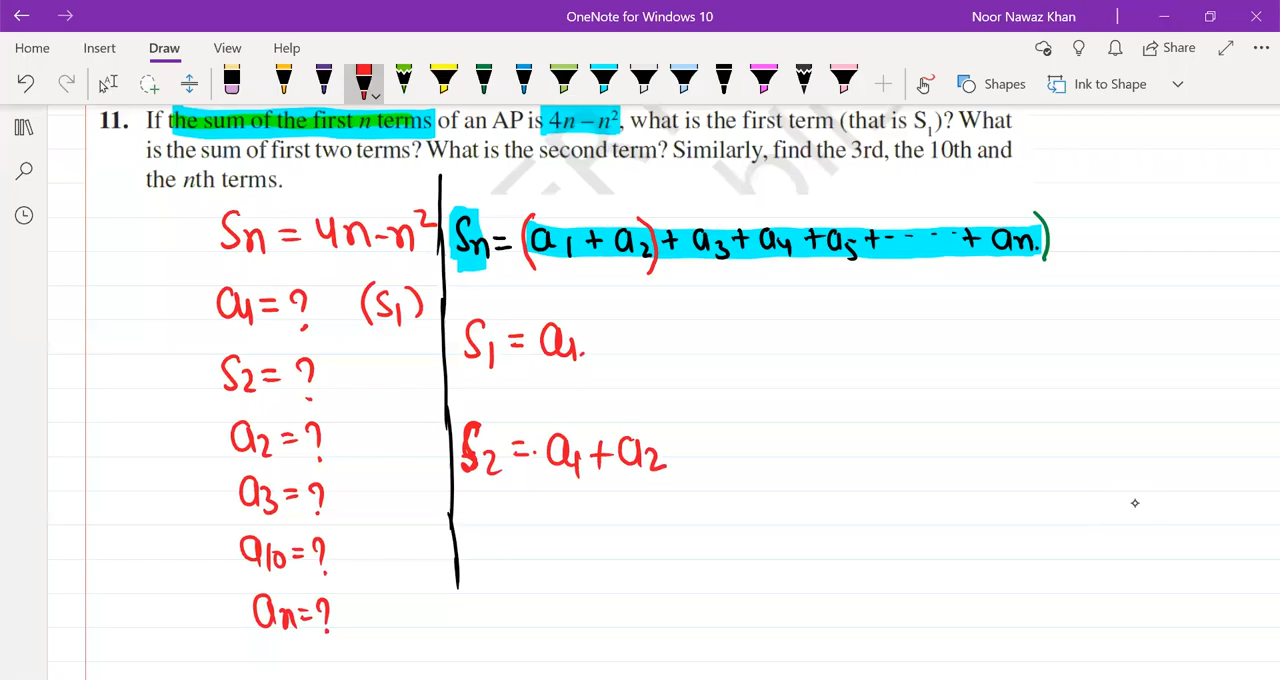 OneNote for Windows 10
Noor Nawaz Khan
Home Insert Draw View Help
Share
Shapes
Ink to Shape
11. If the sum of the first n terms of an AP is 4n – n², what is the first term (that is S₁)? What
is the sum of first two terms? What is the second term? Similarly, find the 3rd, the 10th and
the nth terms.
Sn = 4n-n²
a₁ = ? (S₁)
S₂ = ?
a₂ = ?
a₃ = ?
a₁₀ = ?
an = ?
Sn = (a₁ + a₂) + a₃ + a₄ + a₅ + ----- + an.)
S₁ = a₁.
S₂ = a₁ + a₂